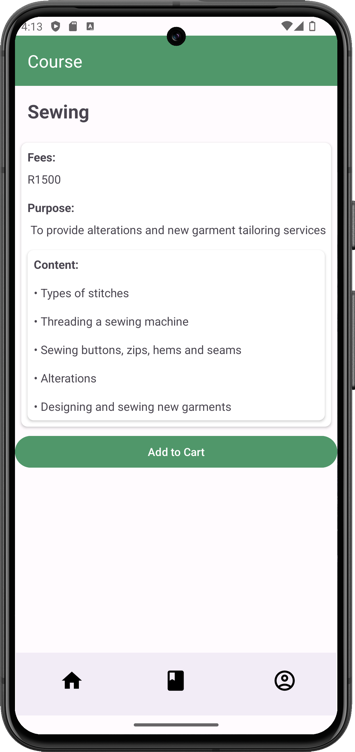 4:13
Course
Sewing
Fees:
R1500
Purpose:
To provide alterations and new garment tailoring services
Content:
• Types of stitches
• Threading a sewing machine
• Sewing buttons, zips, hems and seams
• Alterations
• Designing and sewing new garments
Add to Cart